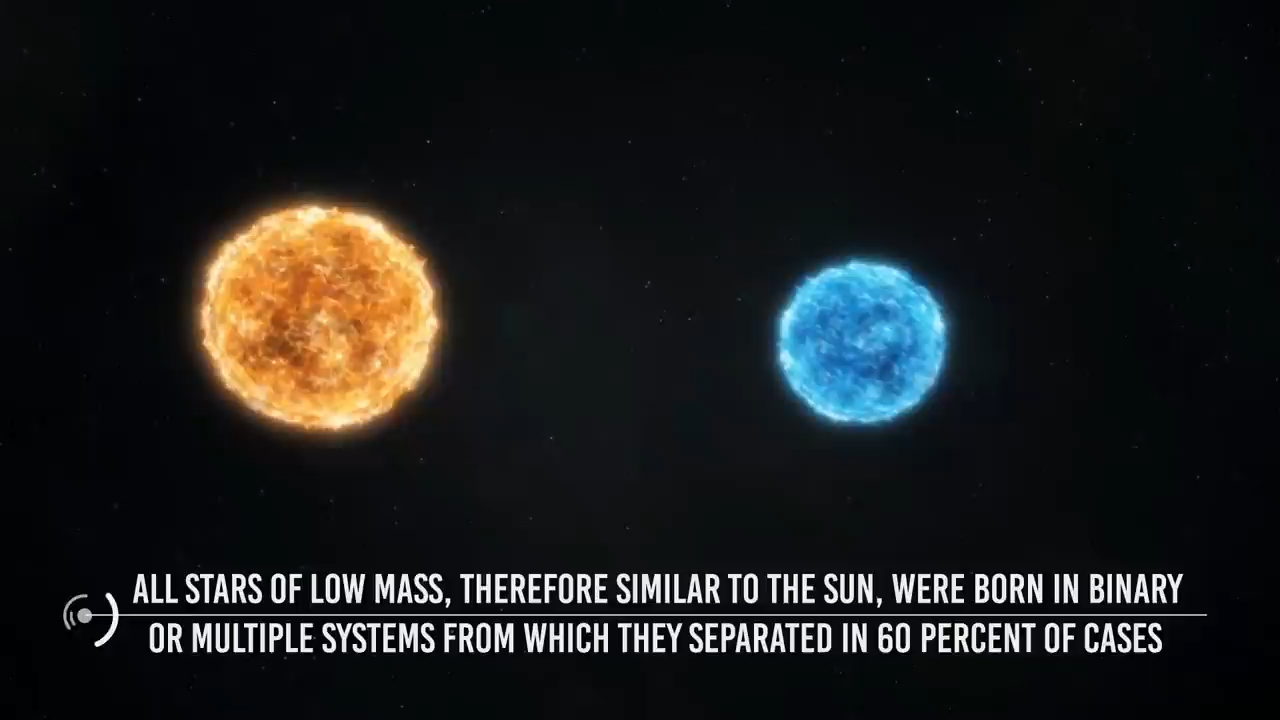 ALL STARS OF LOW MASS, THEREFORE SIMILAR TO THE SUN, WERE BORN IN BINARY
OR MULTIPLE SYSTEMS FROM WHICH THEY SEPARATED IN 60 PERCENT OF CASES